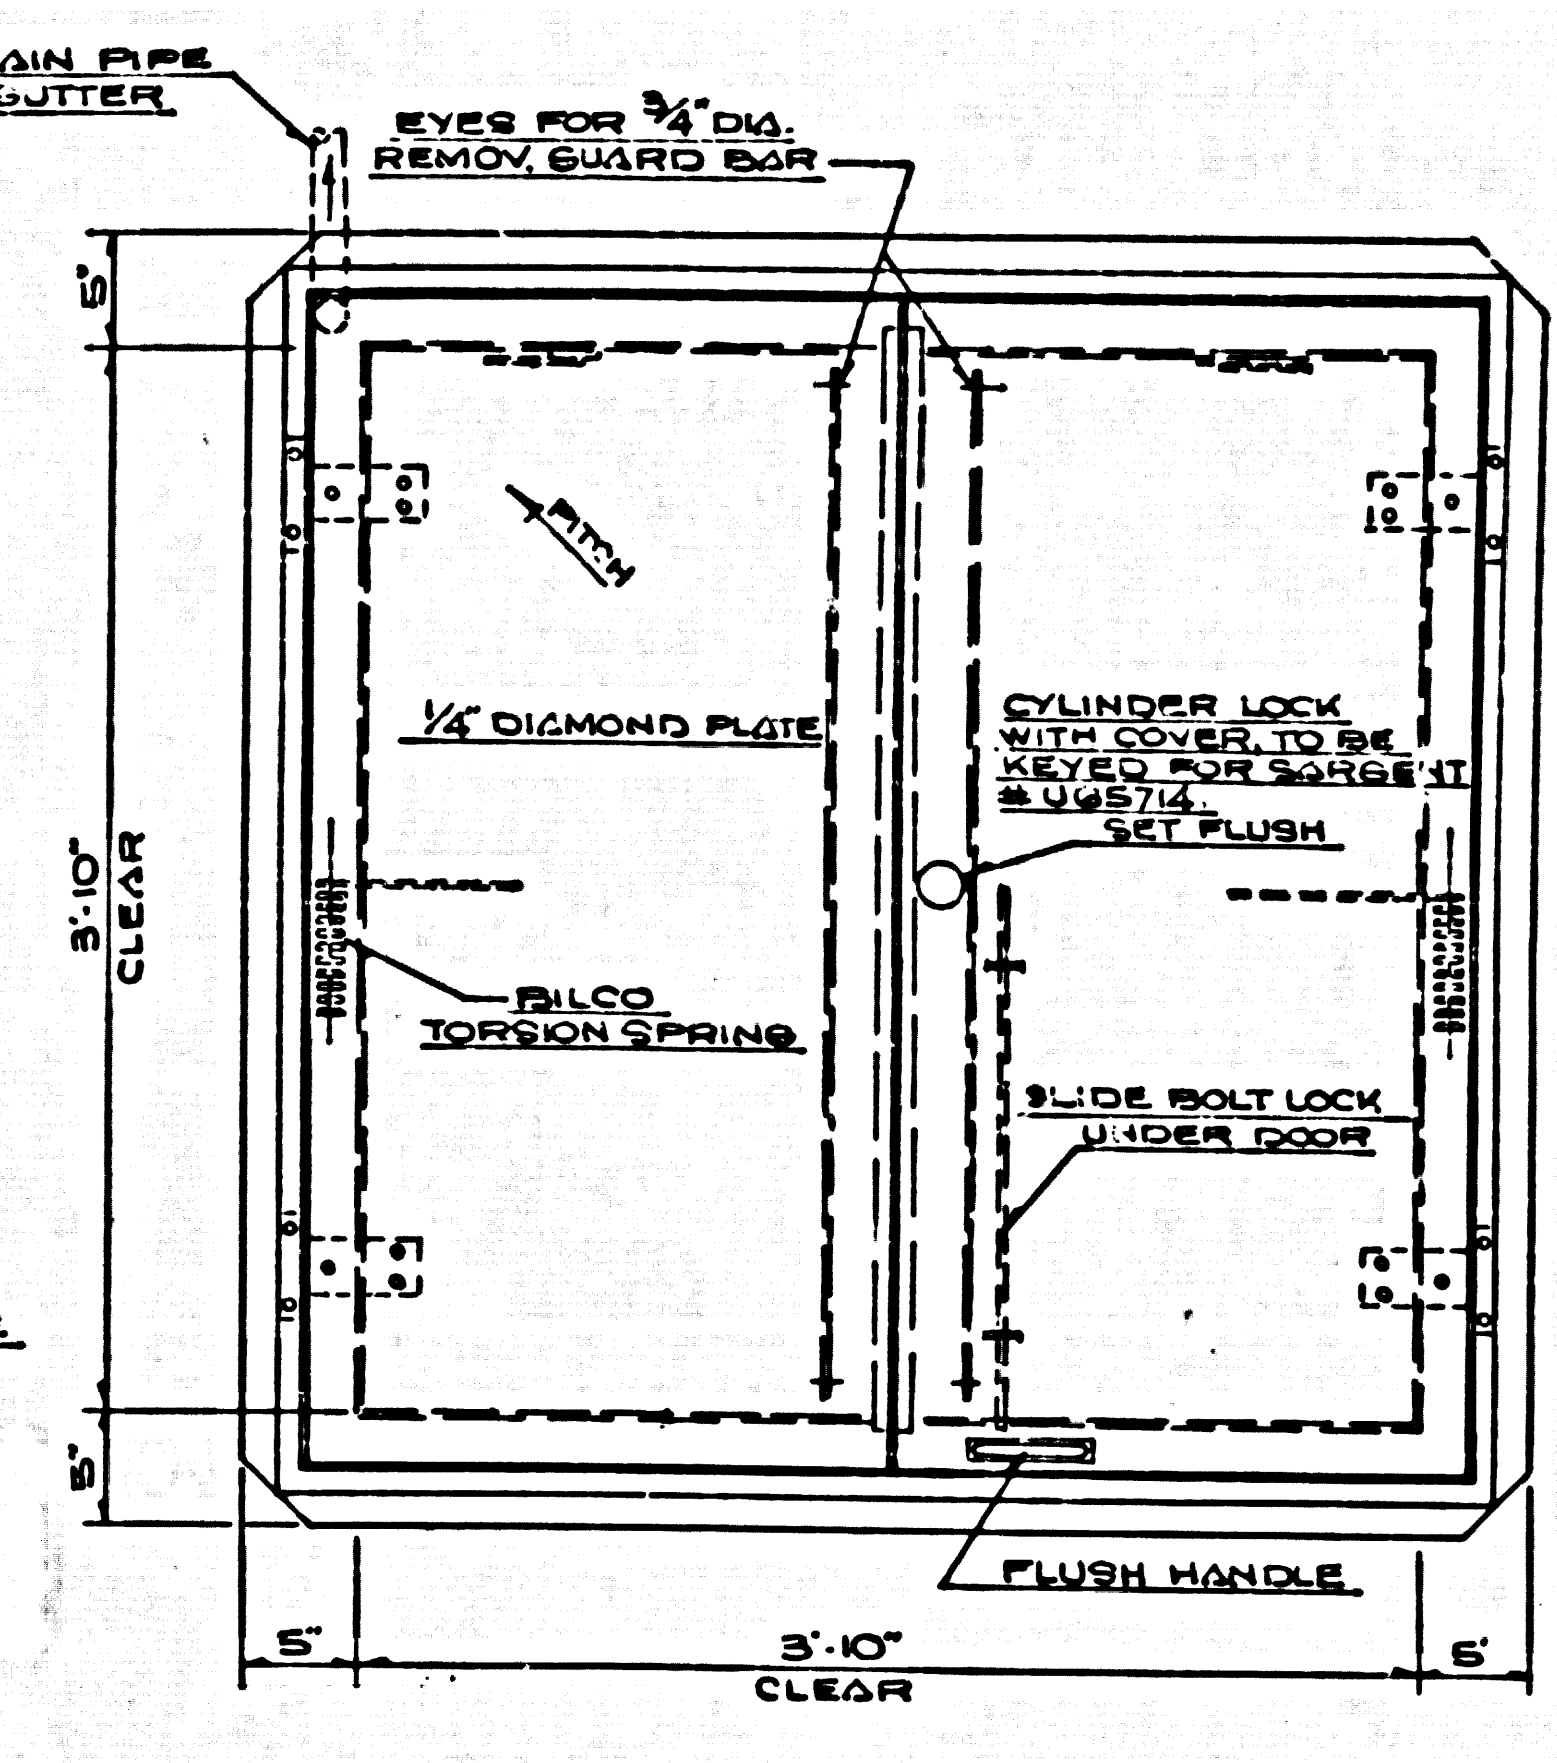 AIN PIPE
GUTTER
EYES FOR 3/4" DIA.
REMOV. GUARD BAR
5"
PITCH
1/4" DIAMOND PLATE
CYLINDER LOCK
WITH COVER, TO BE
KEYED FOR SARGENT
# U65714.
SET FLUSH
3'-10"
CLEAR
BILCO
TORSION SPRING
SLIDE BOLT LOCK
UNDER DOOR
5"
FLUSH HANDLE
5"
3'-10"
CLEAR
5'